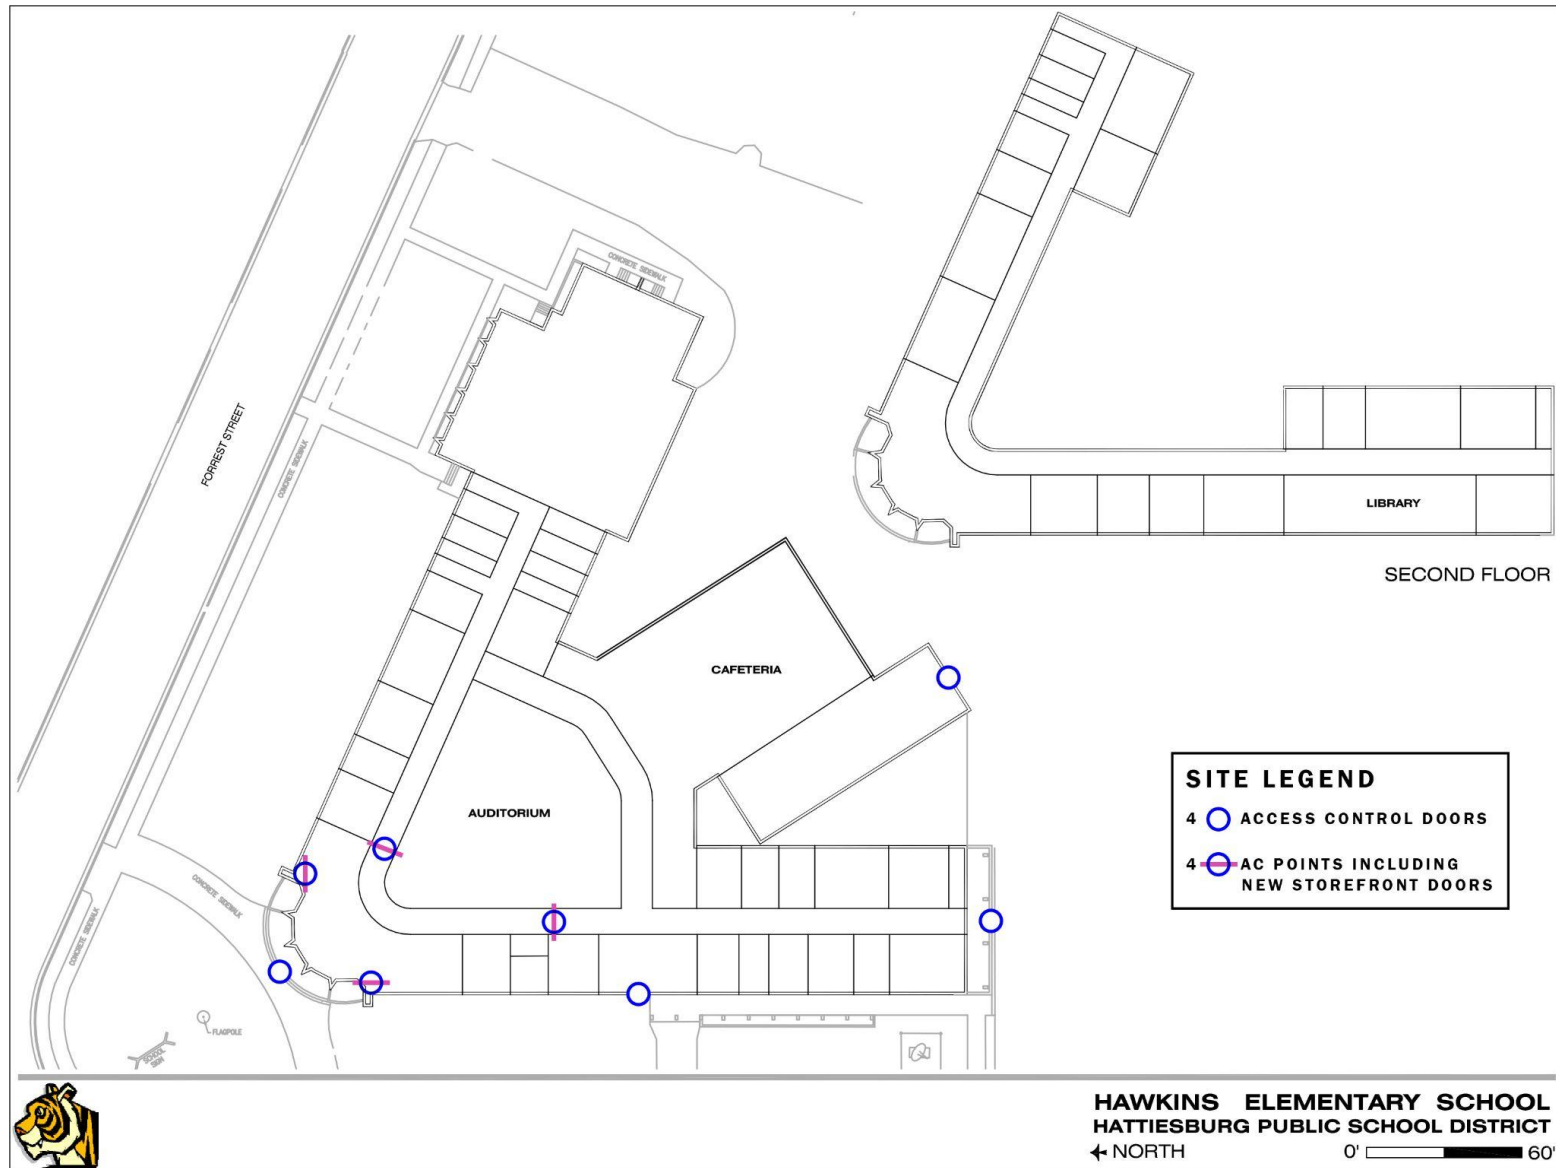 CONCRETE SIDEWALK
FORREST STREET
CONCRETE SIDEWALK
LIBRARY
SECOND FLOOR
CAFETERIA
AUDITORIUM
SITE LEGEND
4 ACCESS CONTROL DOORS
4 AC POINTS INCLUDING
NEW STOREFRONT DOORS
CONCRETE SIDEWALK
CONCRETE SIDEWALK
FLAGPOLE
SCHOOL
SIGN
HAWKINS ELEMENTARY SCHOOL
HATTIESBURG PUBLIC SCHOOL DISTRICT
NORTH 0' 60'